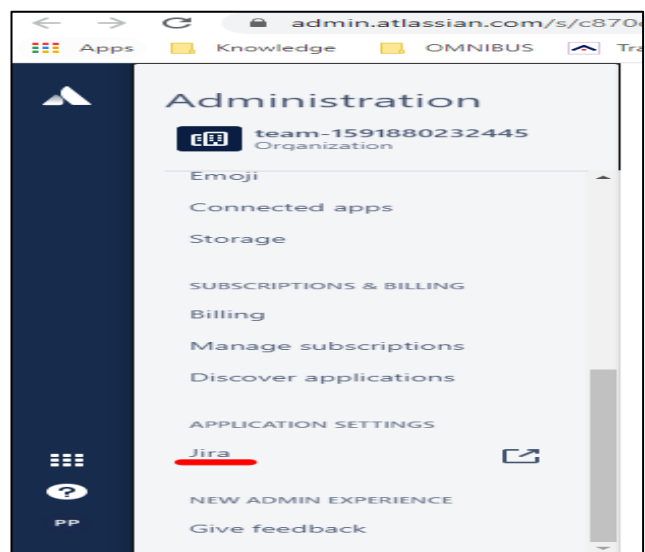 admin.atlassian.com/s/c870
Apps Knowledge OMNIBUS Tra
Administration
team-1591880232445
Organization
Emoji
Connected apps
Storage
SUBSCRIPTIONS & BILLING
Billing
Manage subscriptions
Discover applications
APPLICATION SETTINGS
Jira
?
NEW ADMIN EXPERIENCE
PP
Give feedback